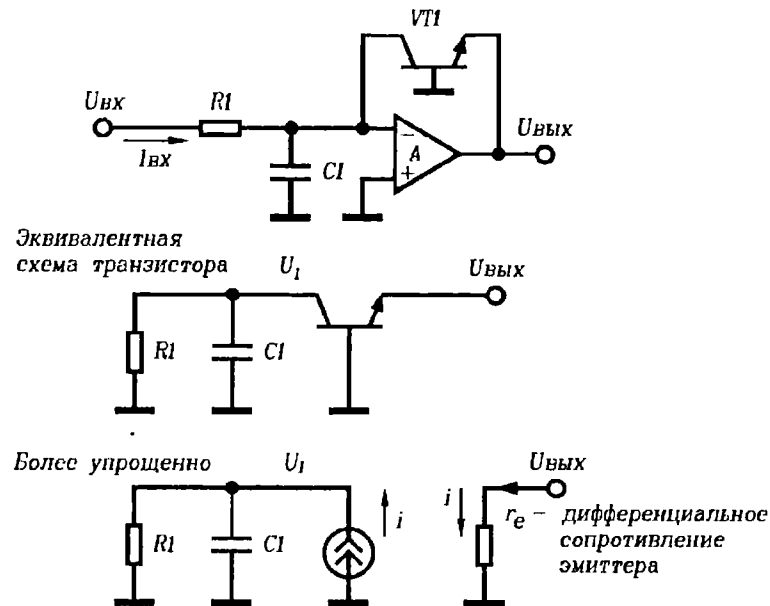 VT1
Uвх
R1
Uвых
Iвх
C1
−
A
+
Эквивалентная
схема транзистора
U1
Uвых
R1
C1
Более упрощенно
U1
Uвых
R1
C1
i
i
re – дифференциальное
сопротивление
эмиттера